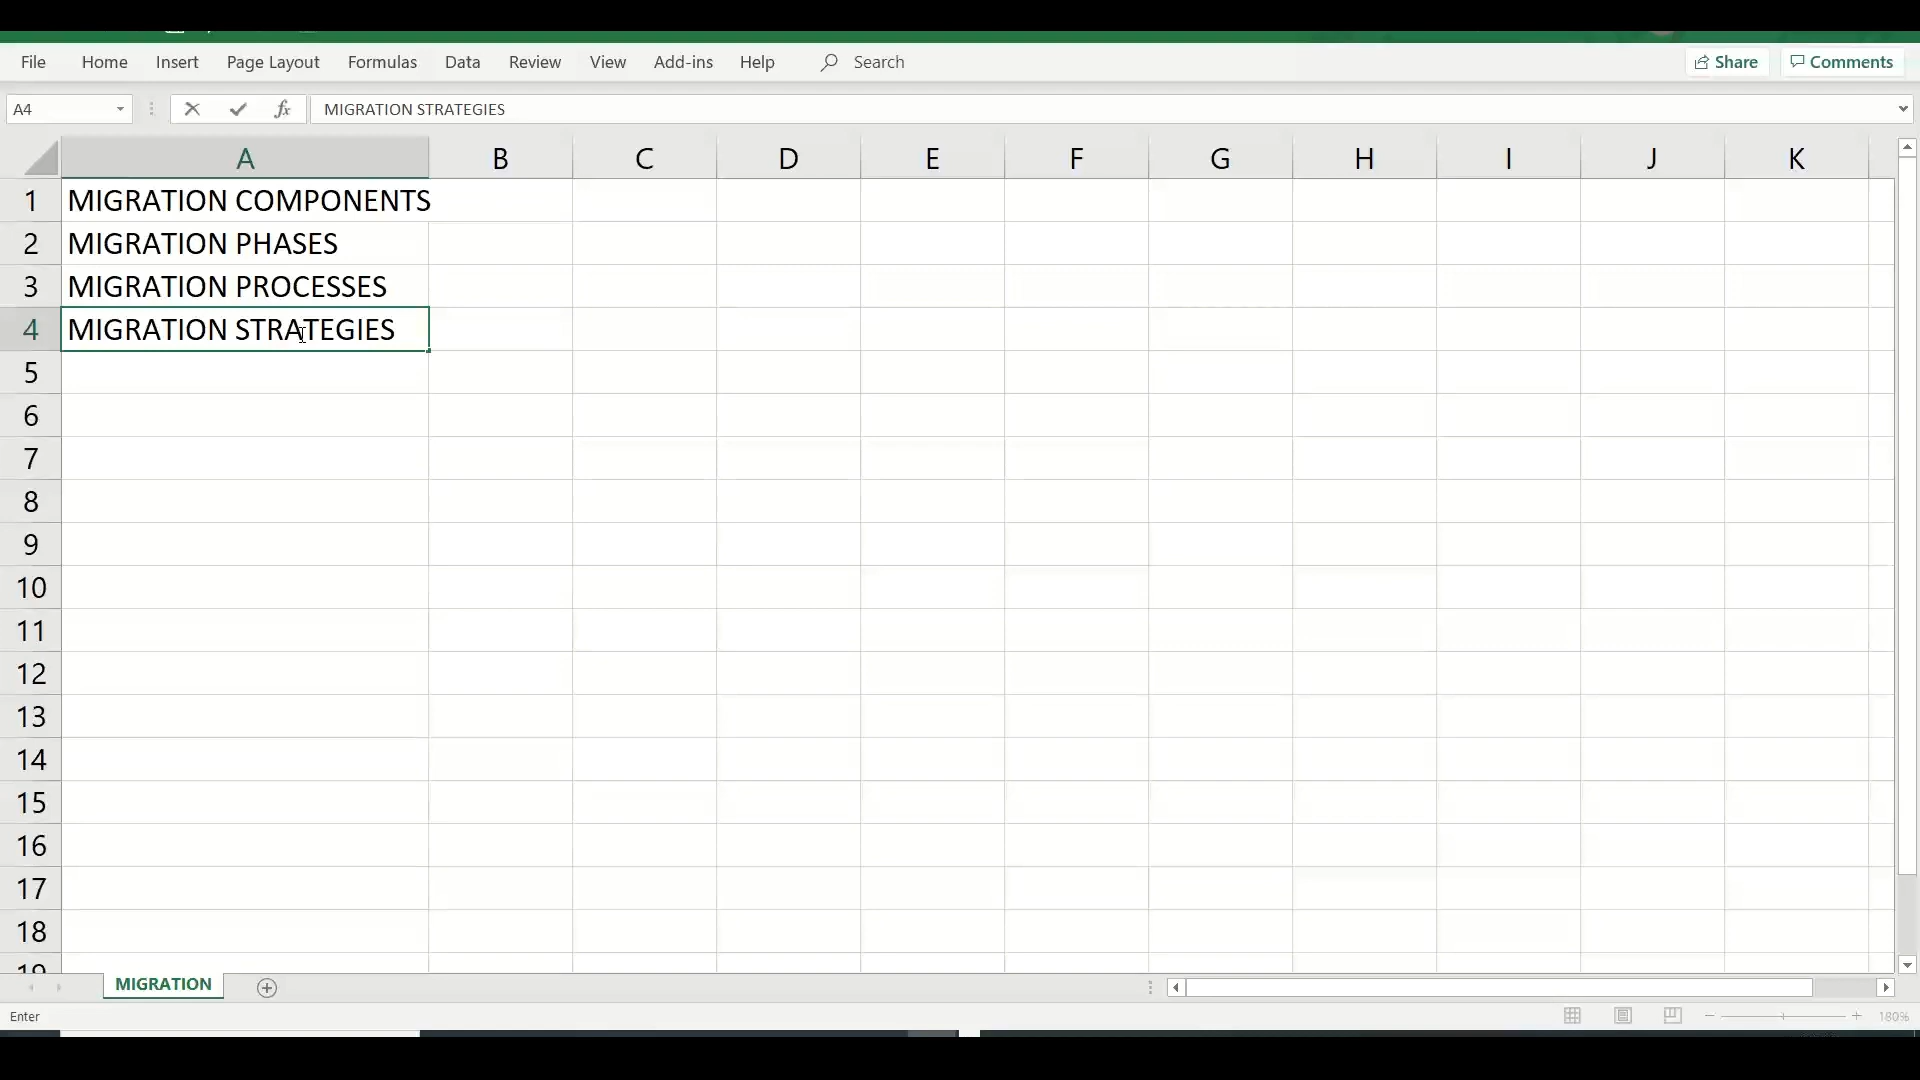 File Home Insert Page Layout Formulas Data Review View Add-ins Help Search Share Comments
A4 fx MIGRATION STRATEGIES
A B C D E F G H I J K
1 MIGRATION COMPONENTS
2 MIGRATION PHASES
3 MIGRATION PROCESSES
4 MIGRATION STRATEGIES
5
6
7
8
9
10
11
12
13
14
15
16
17
18
19
MIGRATION
Enter 180%